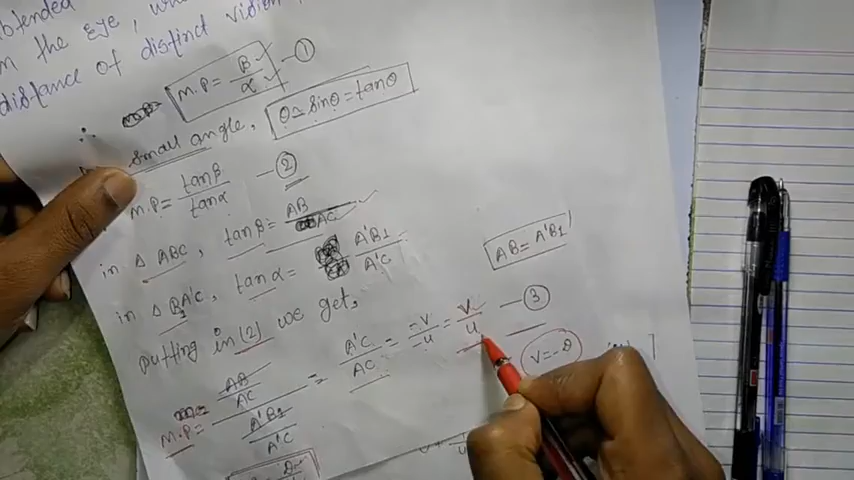 the Eye, w
distance of distinct vision
M.P = β/α — ①
∴ small angle, θ ≃ sinθ = tanθ
M.P = tanβ/tanα — ②
in Δ ABC, tanβ = AB/AC
in Δ B₁A'C, tanα = A'B1/A'C
AB = A'B1
putting in (2) we get,
M.P = AB/AC / A'B1/A'C = A'C/AC = -V/-u = V/u — ③
V = -D